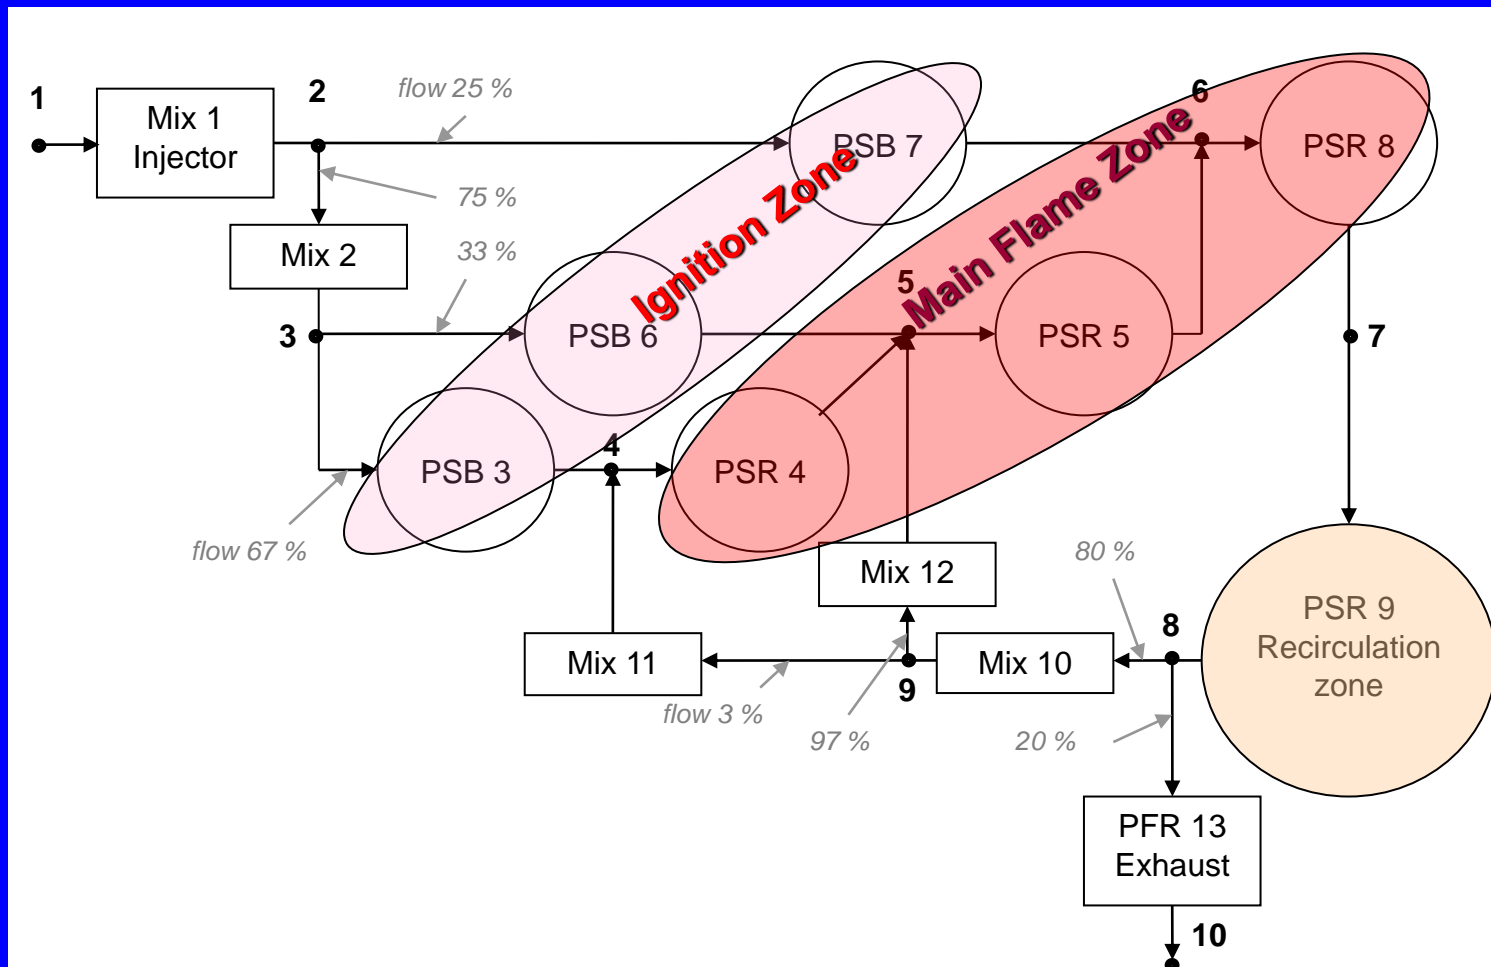 1
Mix 1
Injector
2
flow 25 %
PSB 7
6
PSR 8
75 %
Mix 2
33 %
Ignition Zone
Main Flame Zone
3
PSB 6
5
PSR 5
7
PSB 3
4
PSR 4
flow 67 %
Mix 12
80 %
PSR 9
Recirculation
zone
8
Mix 11
Mix 10
9
flow 3 %
97 %
20 %
PFR 13
Exhaust
10